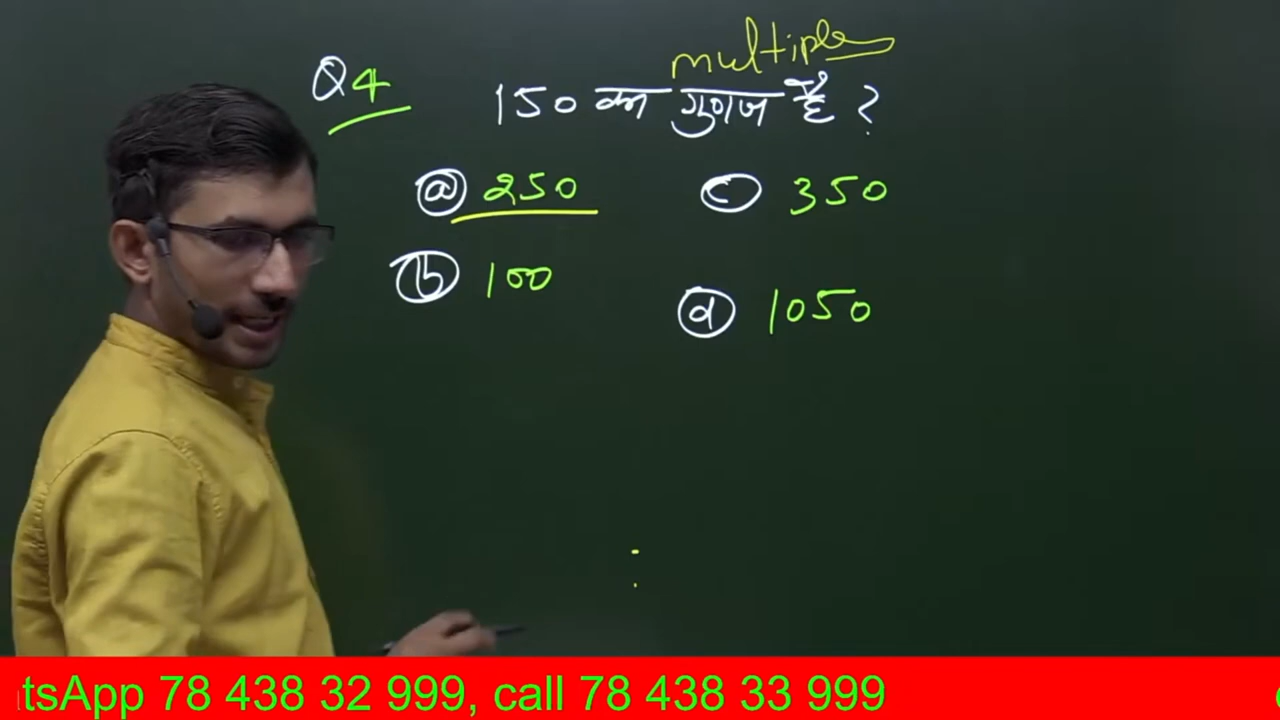 multiple
Q4 150 का गुणज है ?
(a) 250 (c) 350
(b) 100
(d) 1050
tsApp 78 438 32 999, call 78 438 33 999